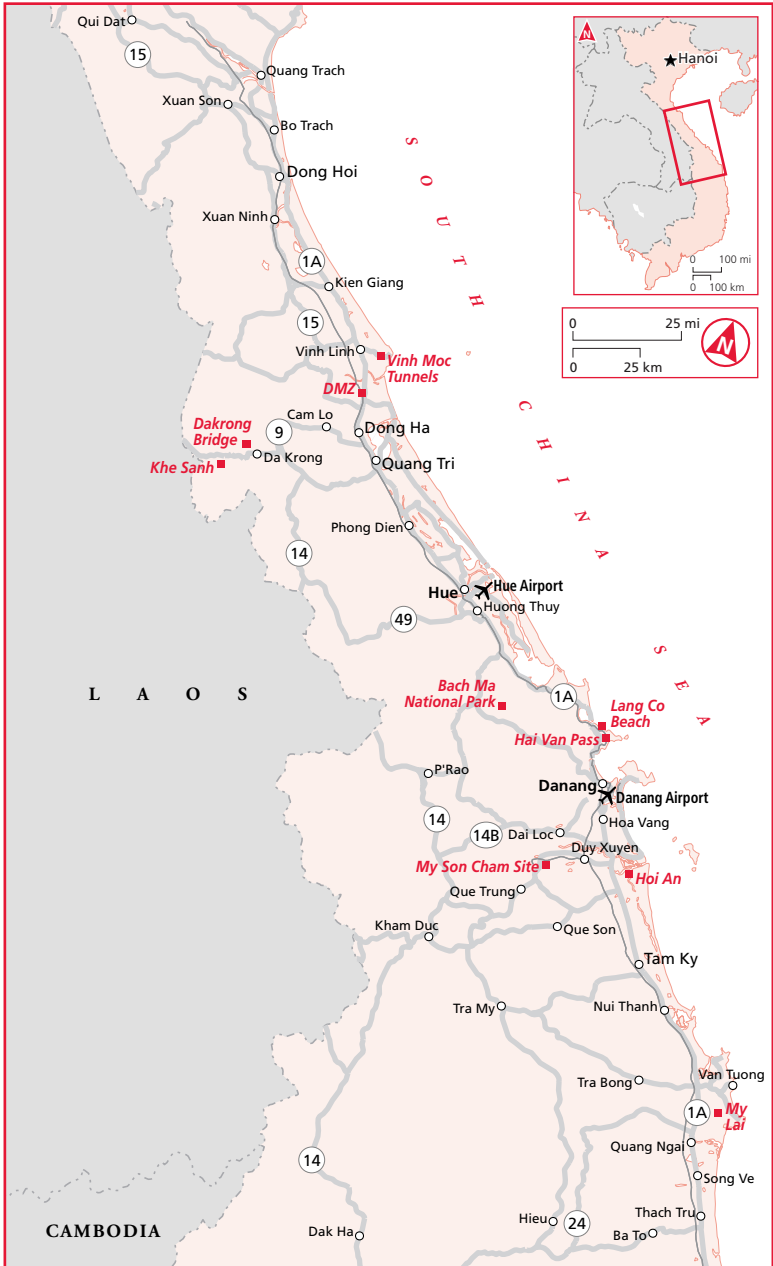 Qui Dat
15
Quang Trach
Xuan Son
Bo Trach
Dong Hoi
Xuan Ninh
1A
Kien Giang
15
Vinh Linh
Vinh Moc
Tunnels
DMZ
Cam Lo
Dakrong
Bridge
9
Dong Ha
Da Krong
Khe Sanh
Quang Tri
Phong Dien
14
Hue
Hue Airport
Huong Thuy
49
SOUTH CHINA SEA
LAOS
Bach Ma
National Park
1A
Lang Co
Beach
Hai Van Pass
P'Rao
Danang
Danang Airport
14
14B
Dai Loc
Hoa Vang
Duy Xuyen
My Son Cham Site
Hoi An
Que Trung
Kham Duc
Que Son
Tam Ky
Tra My
Nui Thanh
Van Tuong
Tra Bong
1A
My
Lai
Quang Ngai
14
Song Ve
Thach Tru
Hieu
24
Ba To
Dak Ha
CAMBODIA
N
Hanoi
0 100 mi
0 100 km
0 25 mi
0 25 km
N